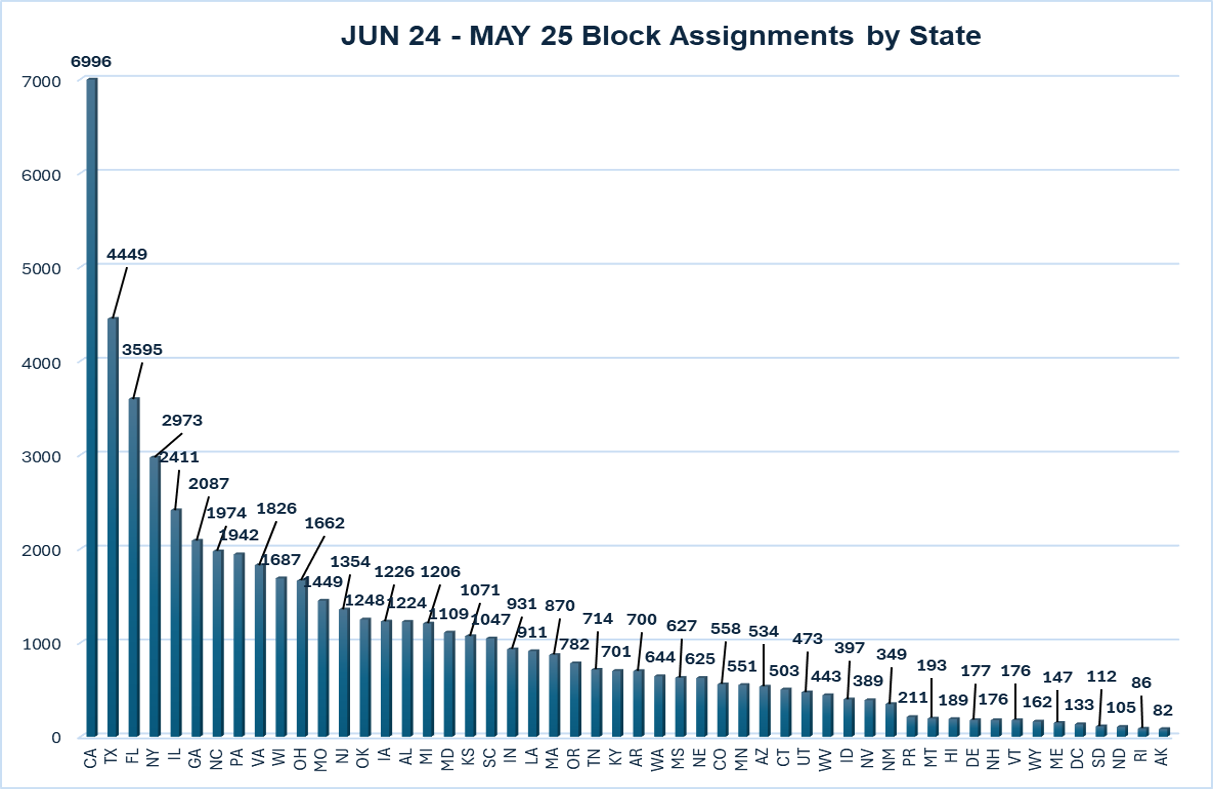 JUN 24 - MAY 25 Block Assignments by State
7000
6000
5000
4000
3000
2000
1000
0
6996
4449
3595
2973
2411
2087
1974
1942
1826
1687
1662
1449
1354
1248
1226
1224
1206
1109
1071
1047
931
911
870
782
714
701
700
644
627
625
558
551
534
503
473
443
397
389
349
211
193
189
177
176
176
162
147
133
112
105
86
82
CA
TX
FL
NY
IL
GA
NC
PA
VA
WI
OH
MO
NJ
OK
IA
AL
MI
MD
KS
SC
IN
LA
MA
OR
TN
KY
AR
WA
MS
NE
CO
MN
AZ
CT
UT
WV
ID
NV
NM
PR
MT
HI
DE
NH
VT
WY
ME
DC
SD
ND
RI
AK